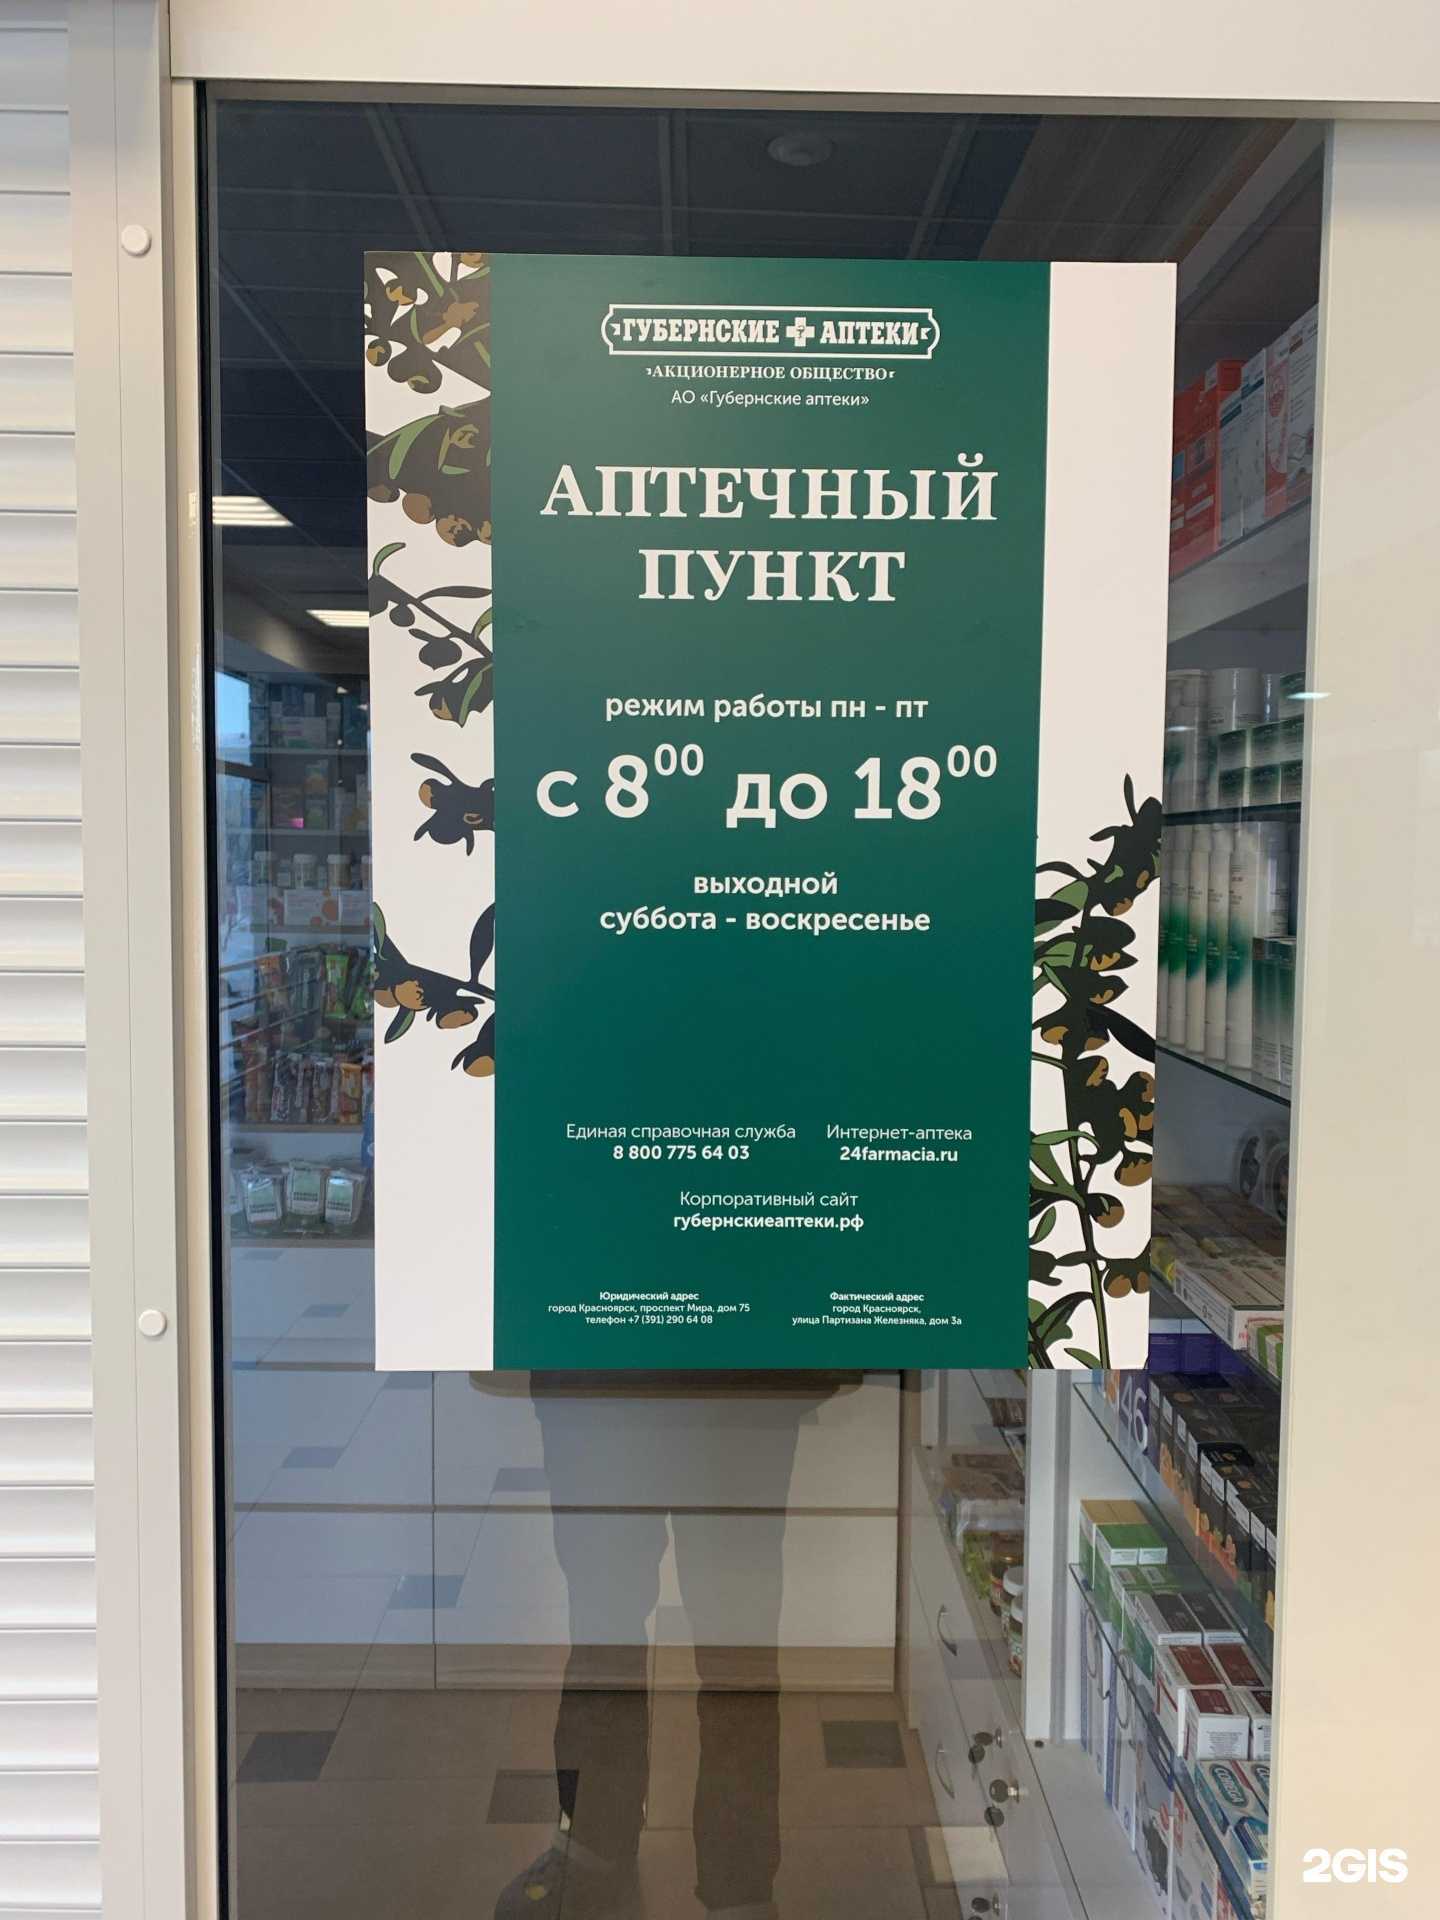 ГУБЕРНСКИЕ АПТЕКИ
АКЦИОНЕРНОЕ ОБЩЕСТВО
АО «Губернские аптеки»
АПТЕЧНЫЙ
ПУНКТ
режим работы пн - пт
с 8⁰⁰ до 18⁰⁰
выходной
суббота - воскресенье
Единая справочная служба
8 800 775 64 03
Интернет-аптека
24farmacia.ru
Корпоративный сайт
губернскиеаптеки.рф
Юридический адрес
город Красноярск, проспект Мира, дом 75
телефон +7 (391) 290 64 08
Фактический адрес
город Красноярск,
улица Партизана Железняка, дом 3а
46
COREGA
2GIS